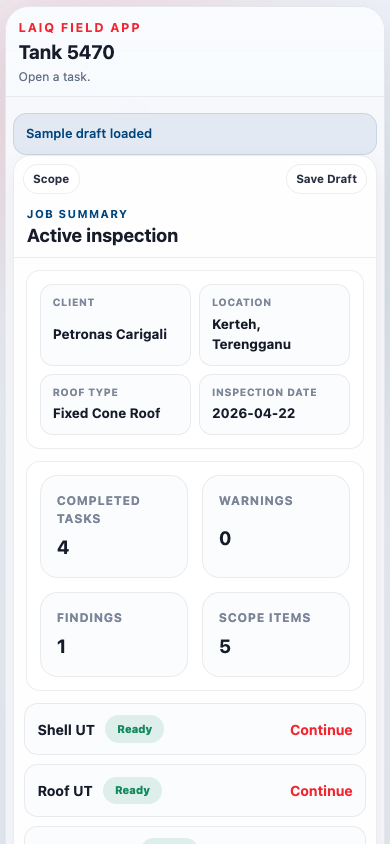 LAIQ FIELD APP
Tank 5470
Open a task.
Sample draft loaded
Scope
Save Draft
JOB SUMMARY
Active inspection
CLIENT
Petronas Carigali
LOCATION
Kerteh,
Terengganu
ROOF TYPE
Fixed Cone Roof
INSPECTION DATE
2026-04-22
COMPLETED
TASKS
4
WARNINGS
0
FINDINGS
1
SCOPE ITEMS
5
Shell UT
Ready
Continue
Roof UT
Ready
Continue